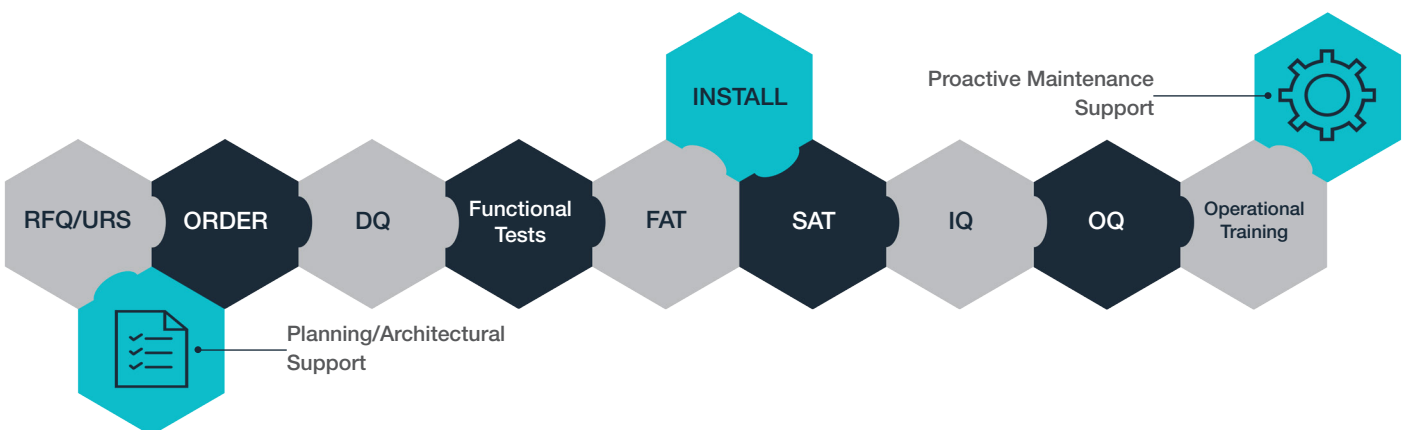 INSTALL
Proactive Maintenance
Support
RFQ/URS
ORDER
DQ
Functional
Tests
FAT
SAT
IQ
OQ
Operational
Training
Planning/Architectural
Support